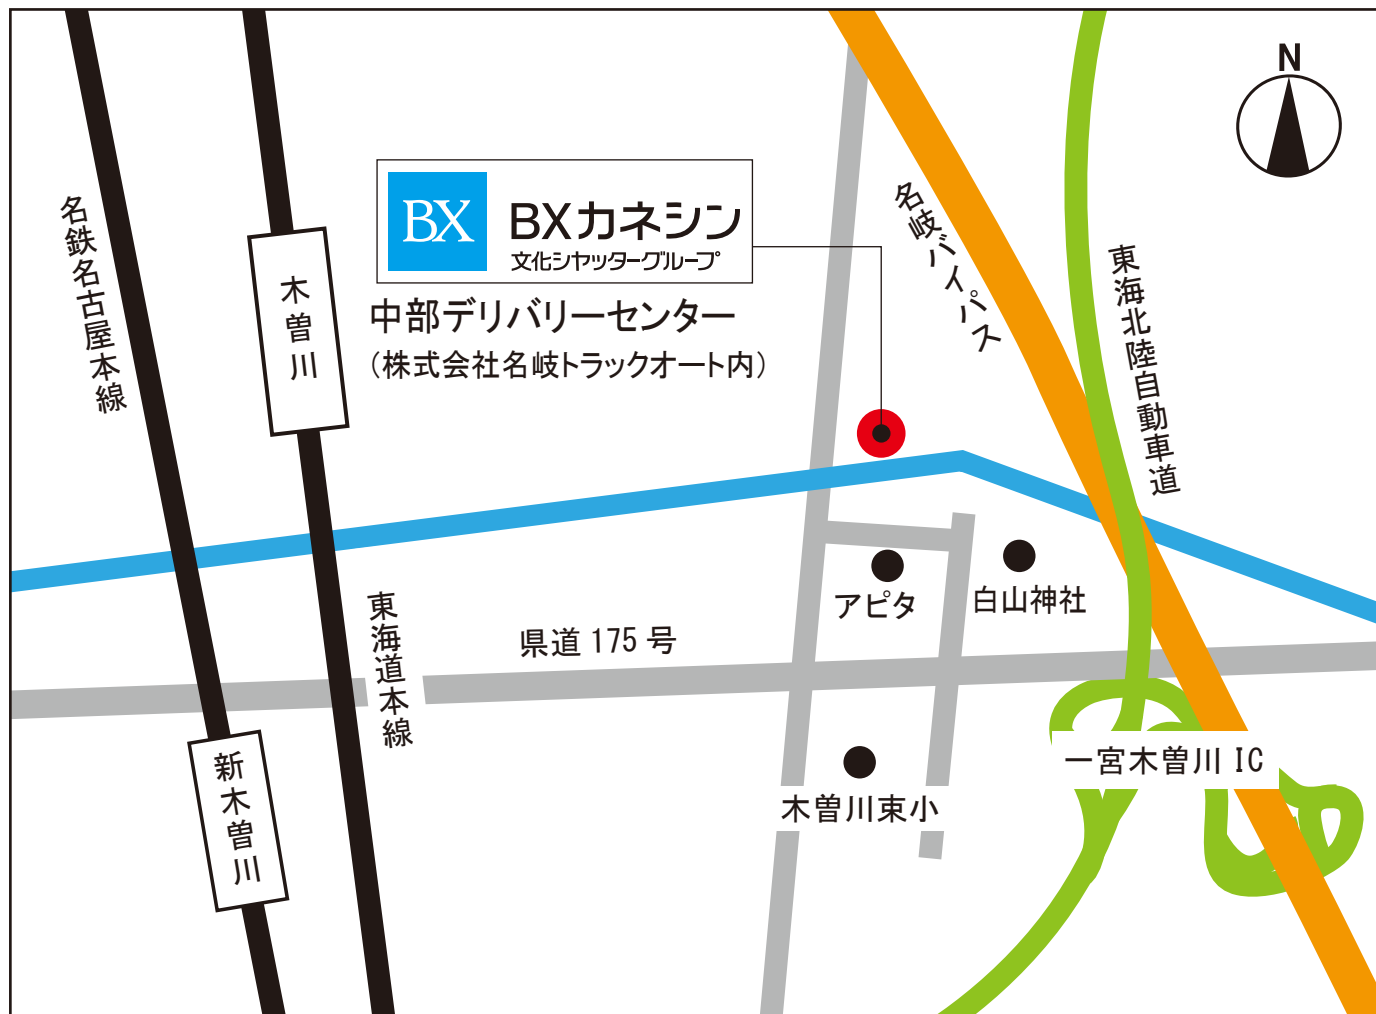 N
BX
BXカネシン
文化シヤッターグループ
中部デリバリーセンター
（株式会社名岐トラックオート内）
名鉄名古屋本線
木曽川
名岐バイパス
東海北陸自動車道
アピタ
白山神社
県道 175 号
東海道本線
新木曽川
木曽川東小
一宮木曽川 IC